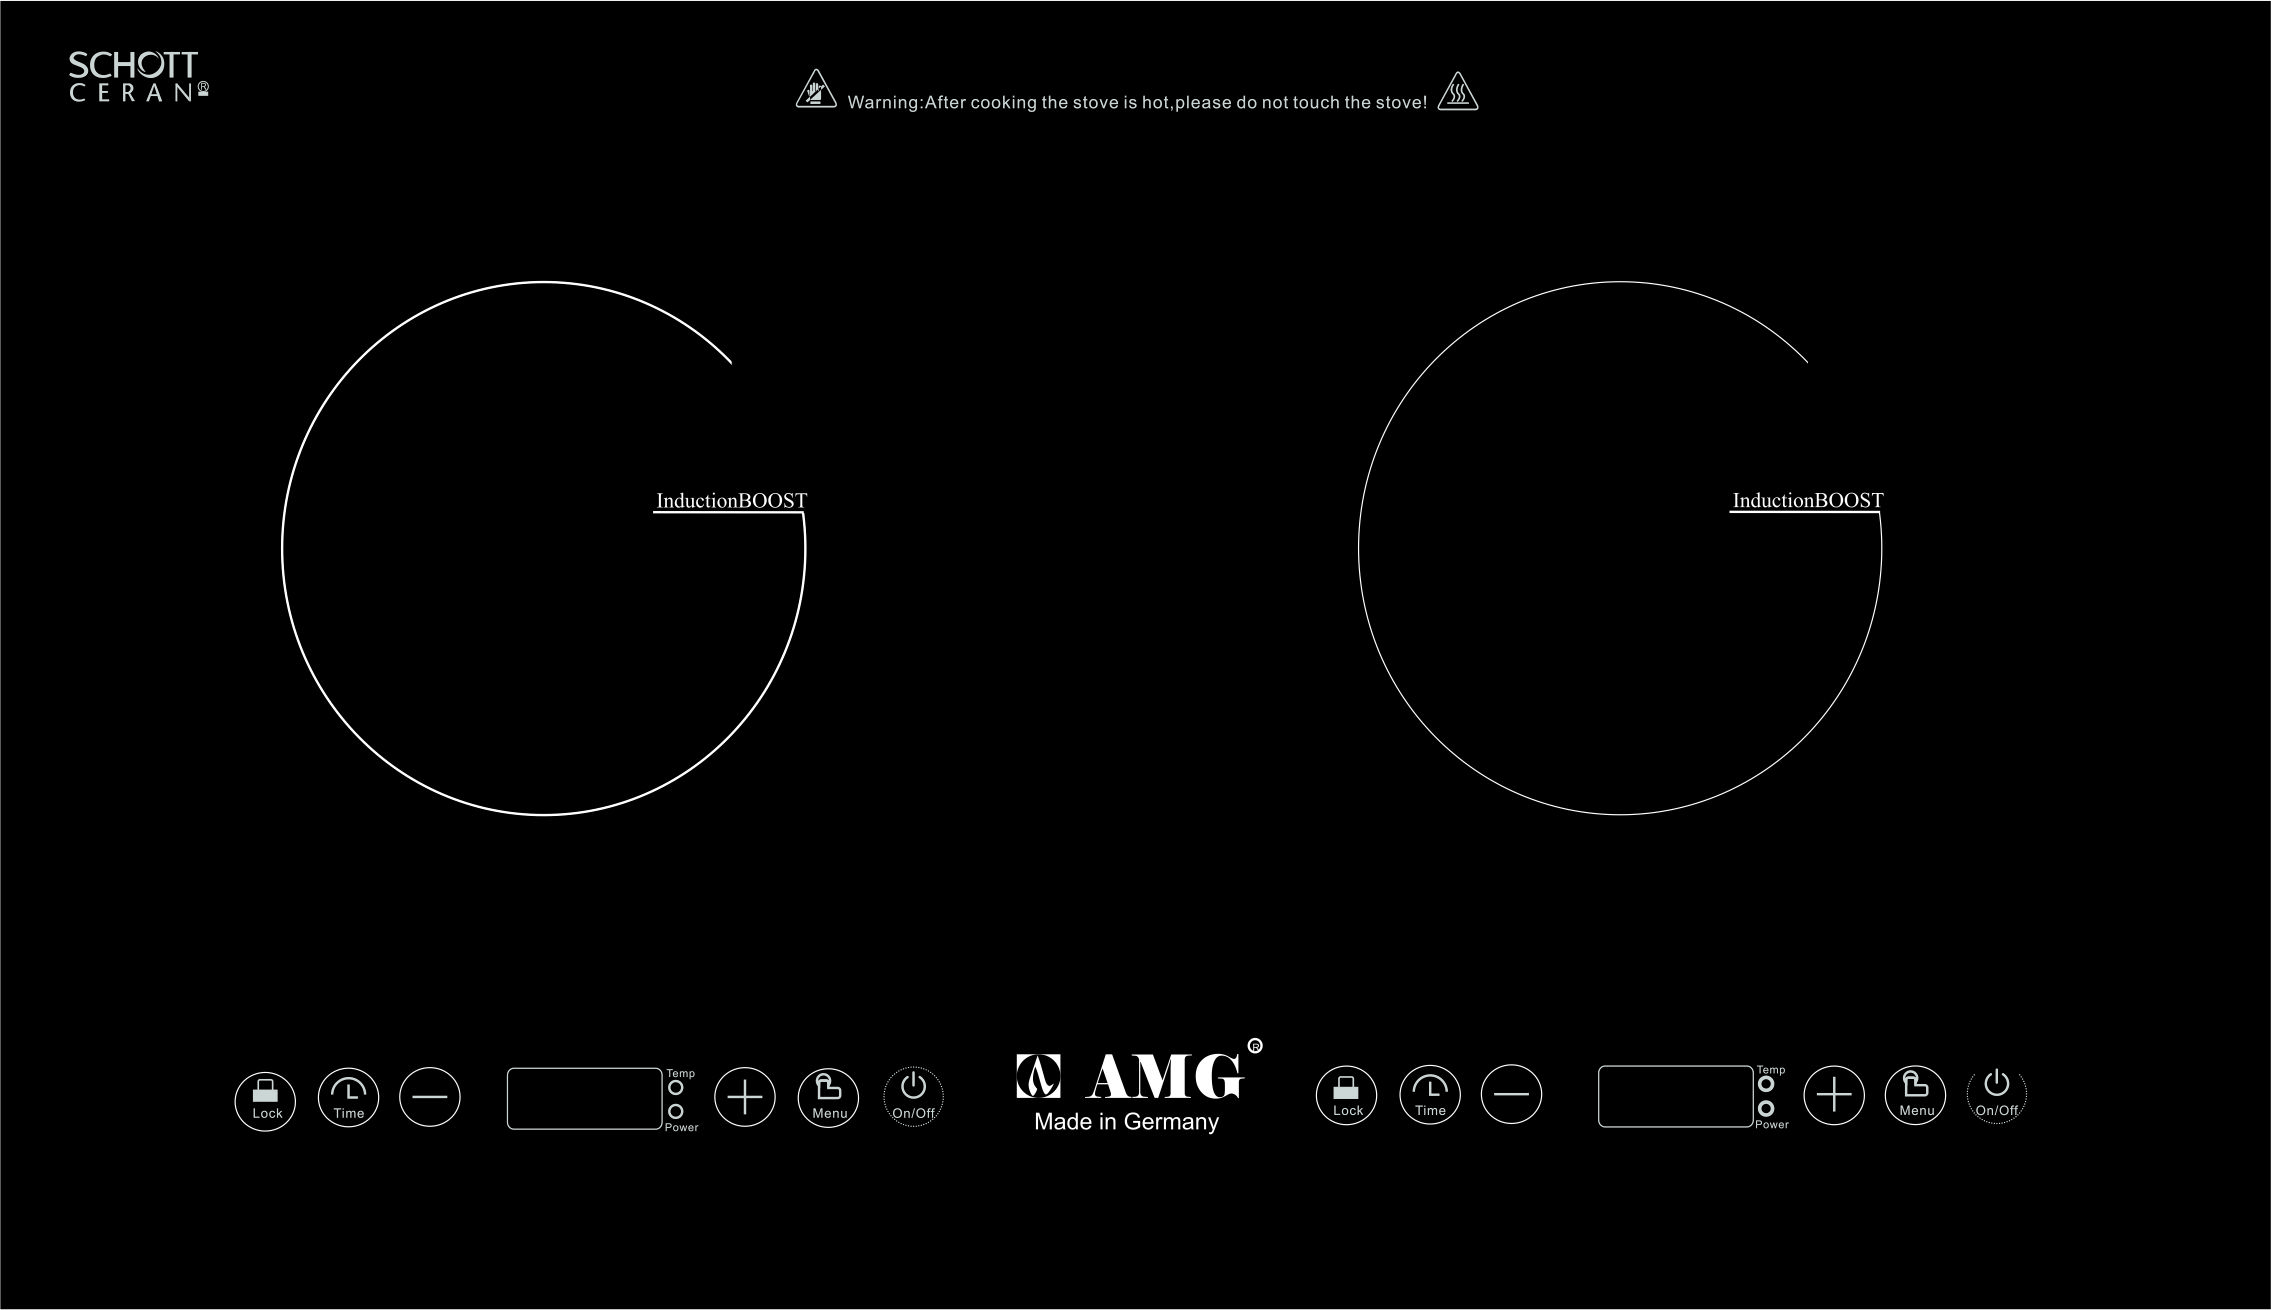 SCHOTT
CERAN®
Warning:After cooking the stove is hot,please do not touch the stove!
InductionBOOST
InductionBOOST
Lock
Time
Temp
Power
Menu
On/Off
AMG®
Made in Germany
Lock
Time
Temp
Power
Menu
On/Off